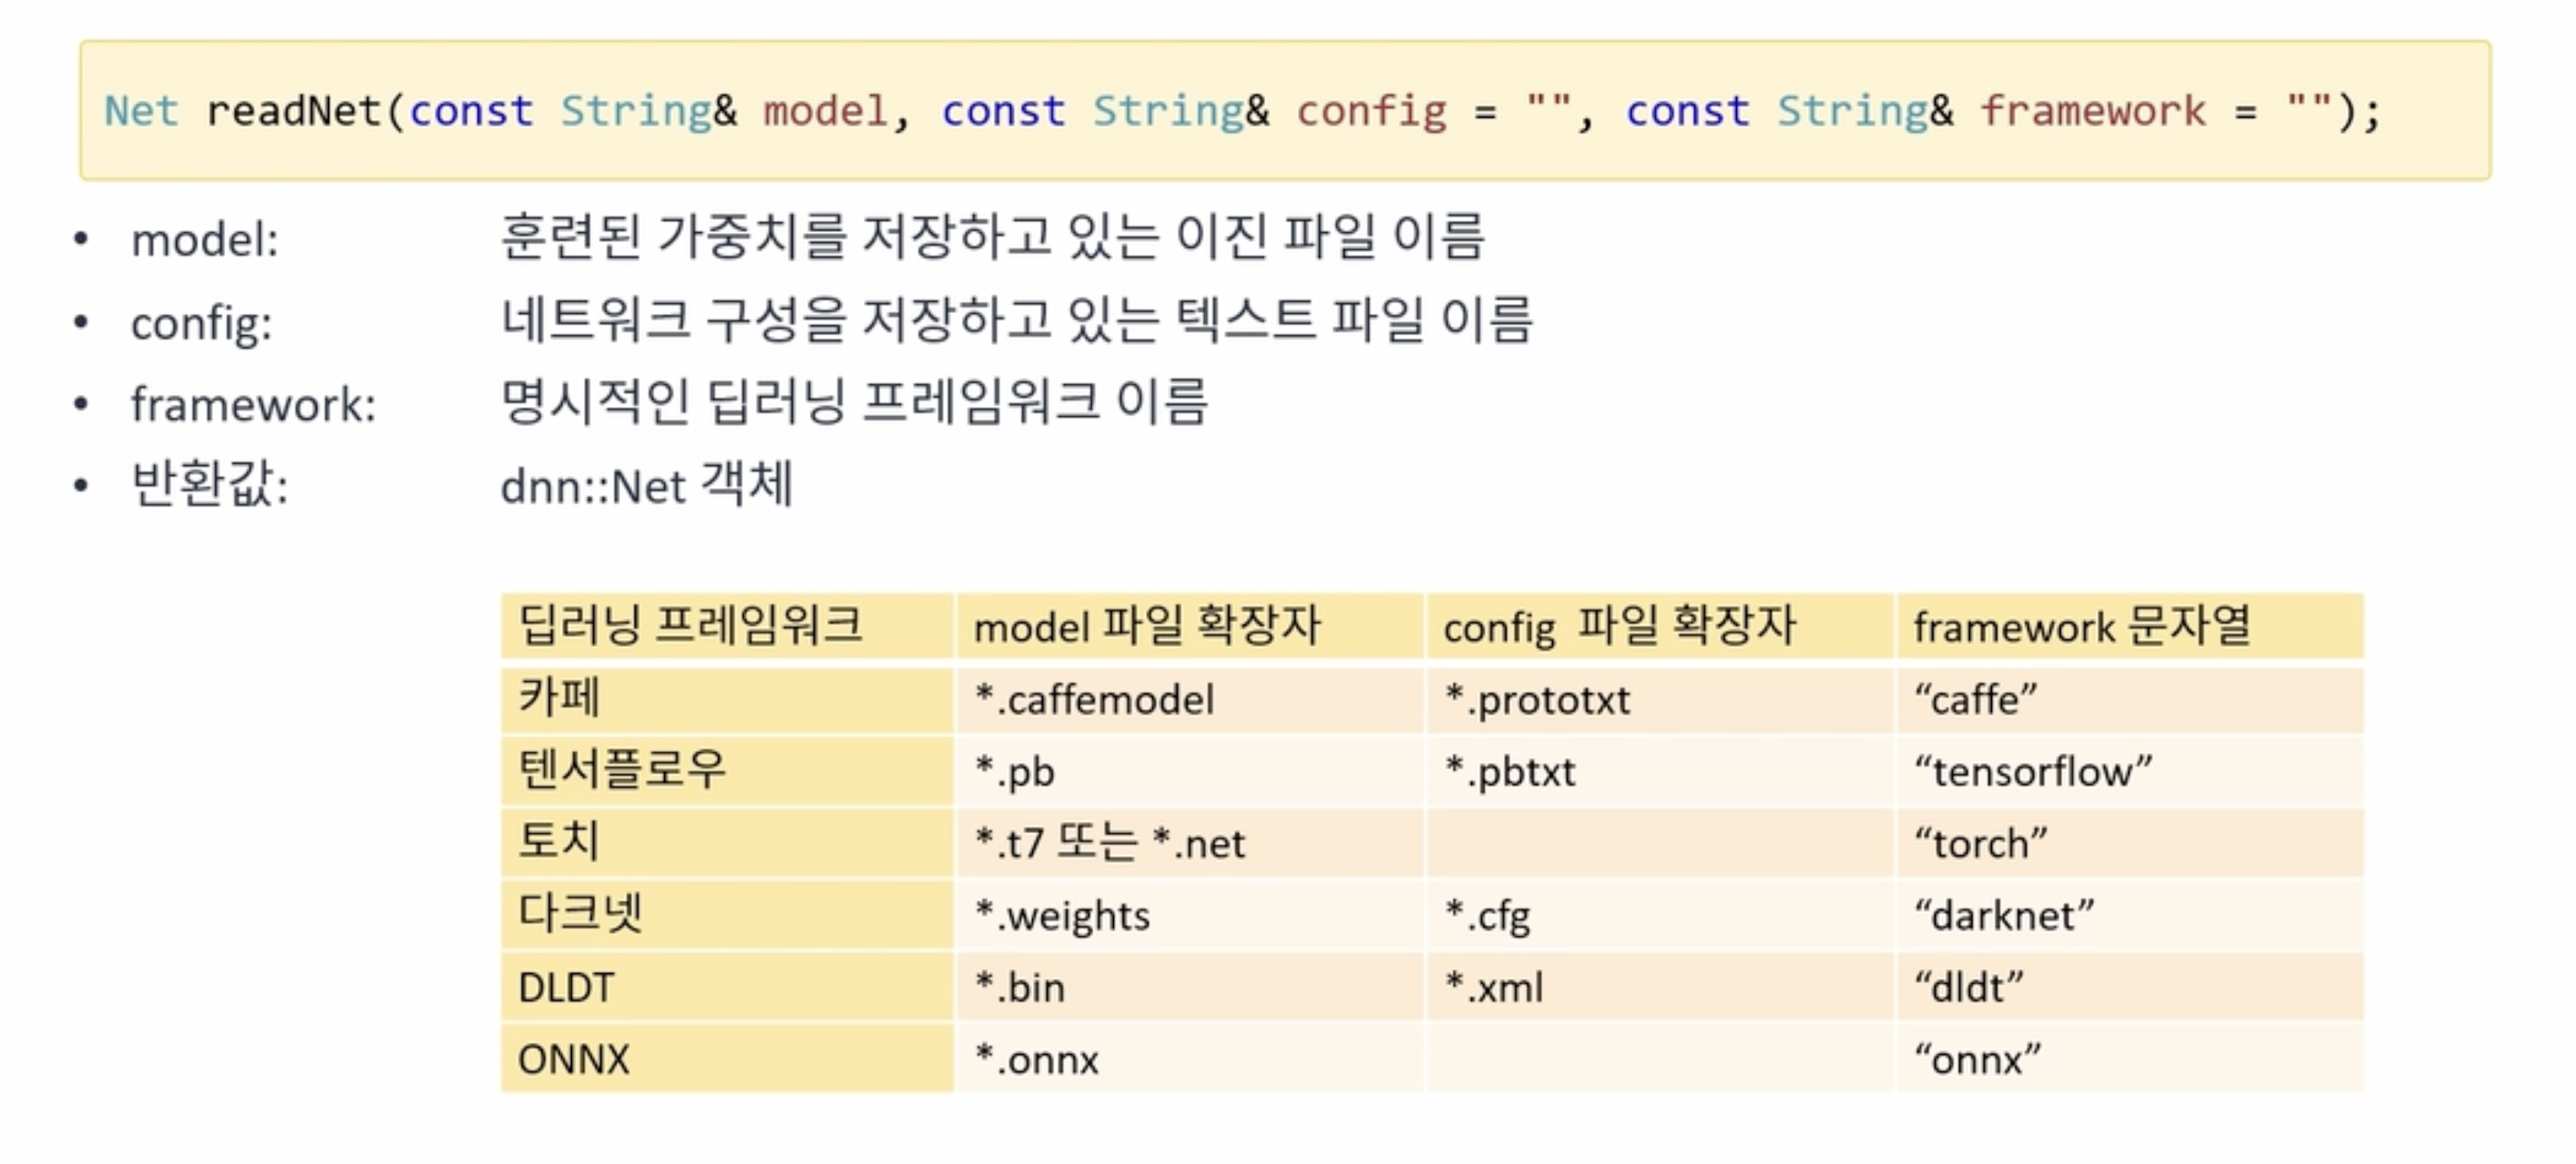 Net readNet(const String& model, const String& config = "", const String& framework = "");
• model: 훈련된 가중치를 저장하고 있는 이진 파일 이름
• config: 네트워크 구성을 저장하고 있는 텍스트 파일 이름
• framework: 명시적인 딥러닝 프레임워크 이름
• 반환값: dnn::Net 객체
딥러닝 프레임워크 model 파일 확장자 config 파일 확장자 framework 문자열
카페 *.caffemodel *.prototxt “caffe”
텐서플로우 *.pb *.pbtxt “tensorflow”
토치 *.t7 또는 *.net “torch”
다크넷 *.weights *.cfg “darknet”
DLDT *.bin *.xml “dldt”
ONNX *.onnx “onnx”